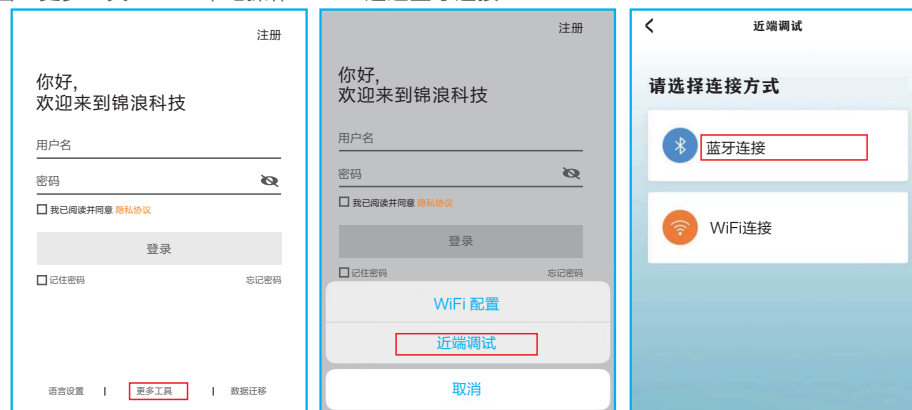 注册
你好,
欢迎来到锦浪科技
用户名
密码
我已阅读并同意 隐私协议
登录
记住密码 忘记密码
语言设置 | 更多工具 | 数据迁移
注册
你好,
欢迎来到锦浪科技
用户名
密码
我已阅读并同意 隐私协议
登录
记住密码 忘记密码
WiFi 配置
近端调试
取消
近端调试
请选择连接方式
蓝牙连接
WiFi连接